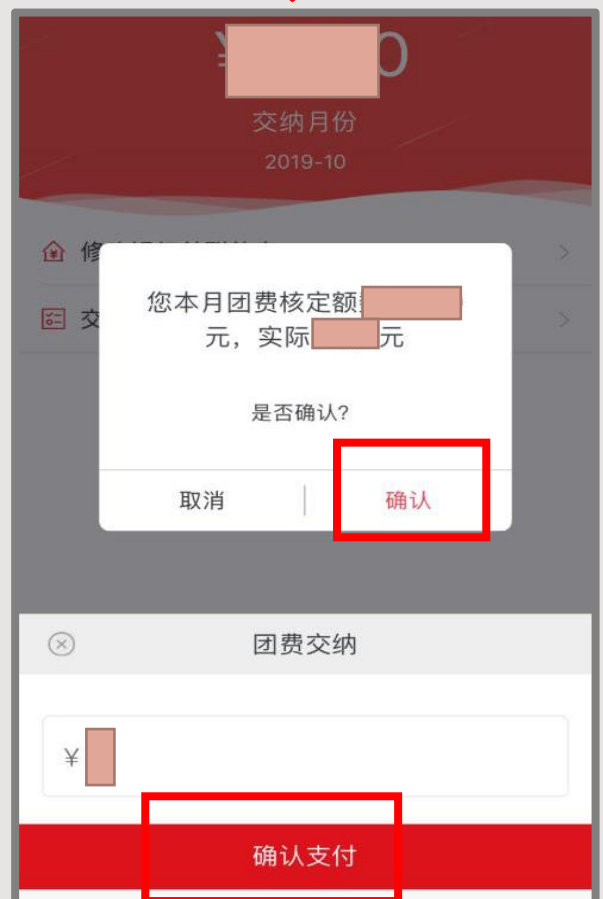 0
交纳月份
2019-10
修
交
您本月团费核定额
元，实际 元
是否确认？
取消 确认
团费交纳
¥
确认支付